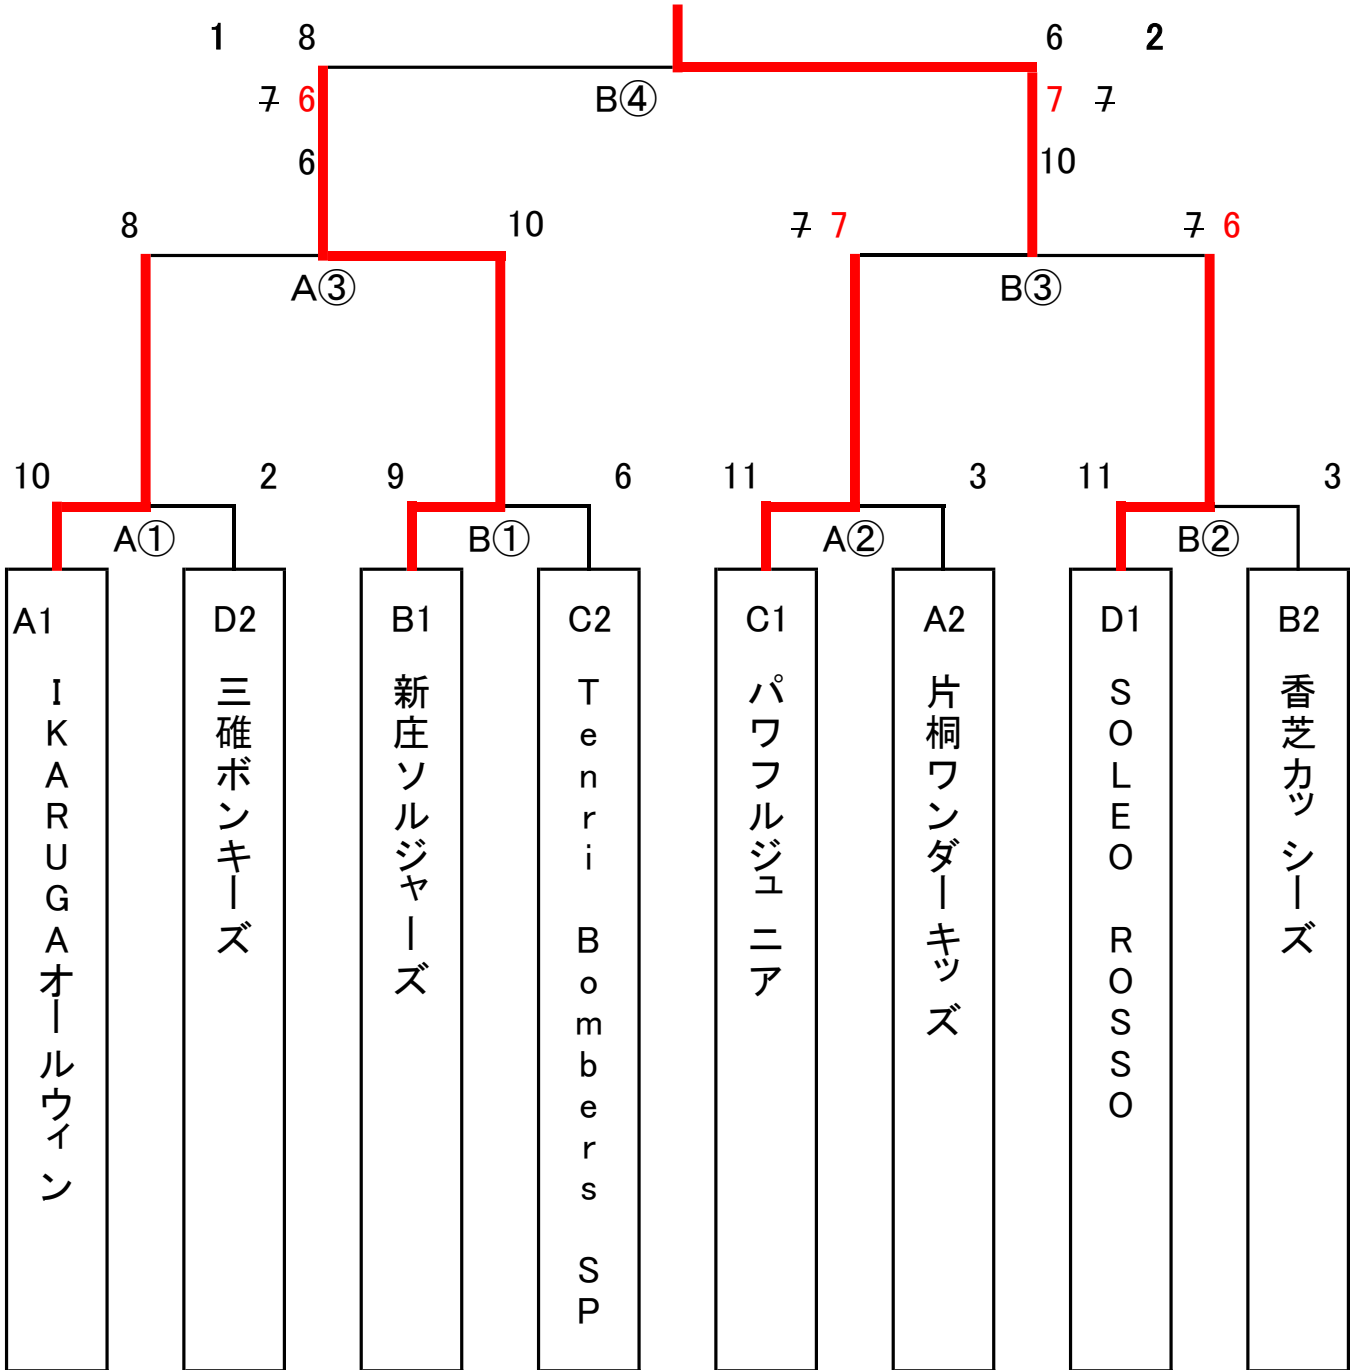 1 8 6 2
7 6 B④ 7 7
6 10
8 10 7 7 7 6
A③ B③
10 2 9 6 11 3 11 3
A① B① A② B②
A1 D2 B1 C2 C1 A2 D1 B2
IKARUGAオールウィン
三碓ボンキーズ
新庄ソルジャーズ
Tenri Bombers SP
パワフルジュニア
片桐ワンダーキッズ
SOLEO ROSSO
香芝カッシーズ